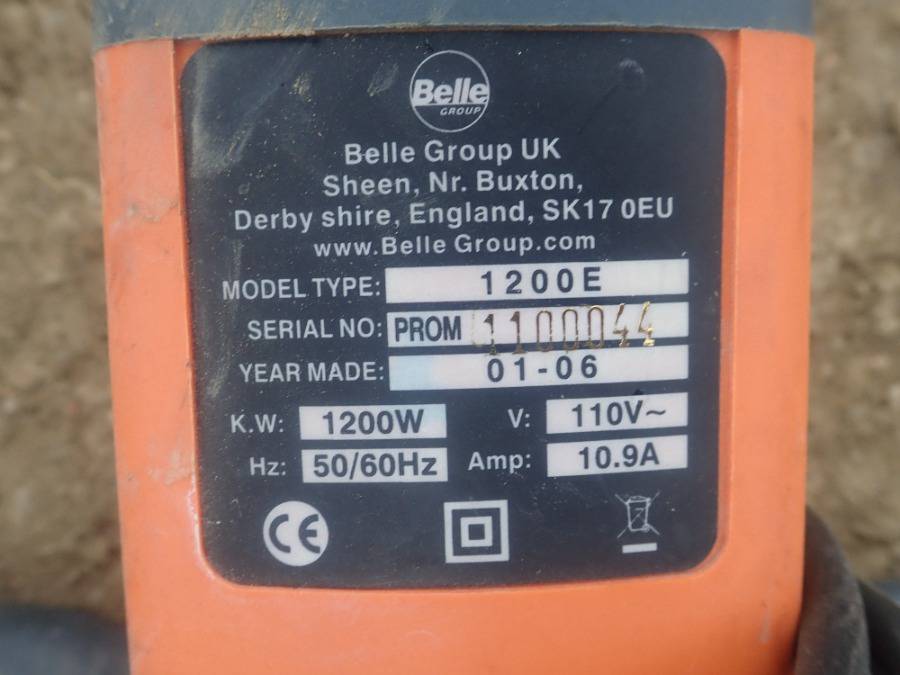 Belle
GROUP
Belle Group UK
Sheen, Nr. Buxton,
Derby shire, England, SK17 0EU
www.Belle Group.com
MODEL TYPE: 1200E
SERIAL NO: PROM 1100044
YEAR MADE: 01-06
K.W: 1200W V: 110V~
Hz: 50/60Hz Amp: 10.9A
CE